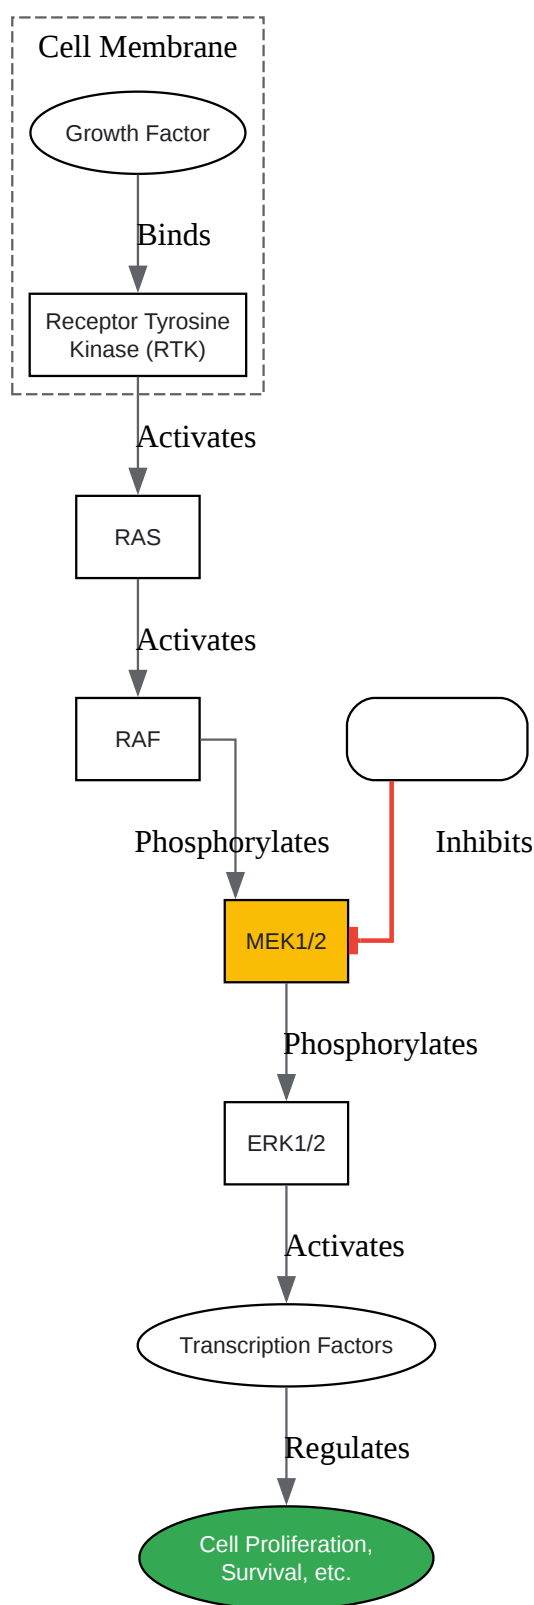 Cell Membrane
Growth Factor
Binds
Receptor Tyrosine
Kinase (RTK)
Activates
RAS
Activates
RAF
Phosphorylates
Inhibits
MEK1/2
Phosphorylates
ERK1/2
Activates
Transcription Factors
Regulates
Cell Proliferation,
Survival, etc.